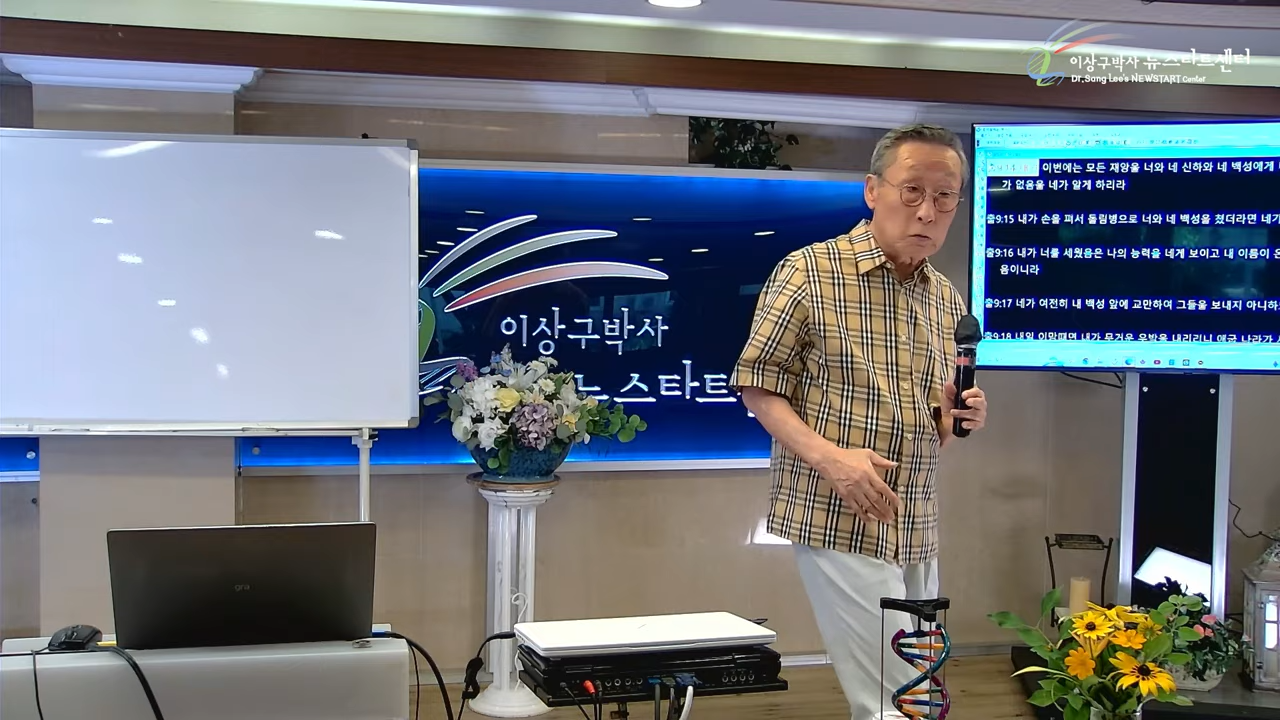 이상구박사 뉴스타트센터
Dr. Sang Lee's NEWSTART Center
이번에는 모든 재앙을 너와 네 신하와 네 백성에게
가 없음을 네가 알게 하리라
출9:15 내가 손을 펴서 돌림병으로 너와 네 백성을 쳤더라면 네가
출9:16 내가 너를 세웠음은 나의 능력을 네게 보이고 내 이름이 온
음이니라
출9:17 네가 여전히 내 백성 앞에 교만하여 그들을 보내지 아니하
출9:18 내일 이맘때면 내가 무거운 우박을 내리리니 애굽 나라가
이상구박사
뉴스타트
gram